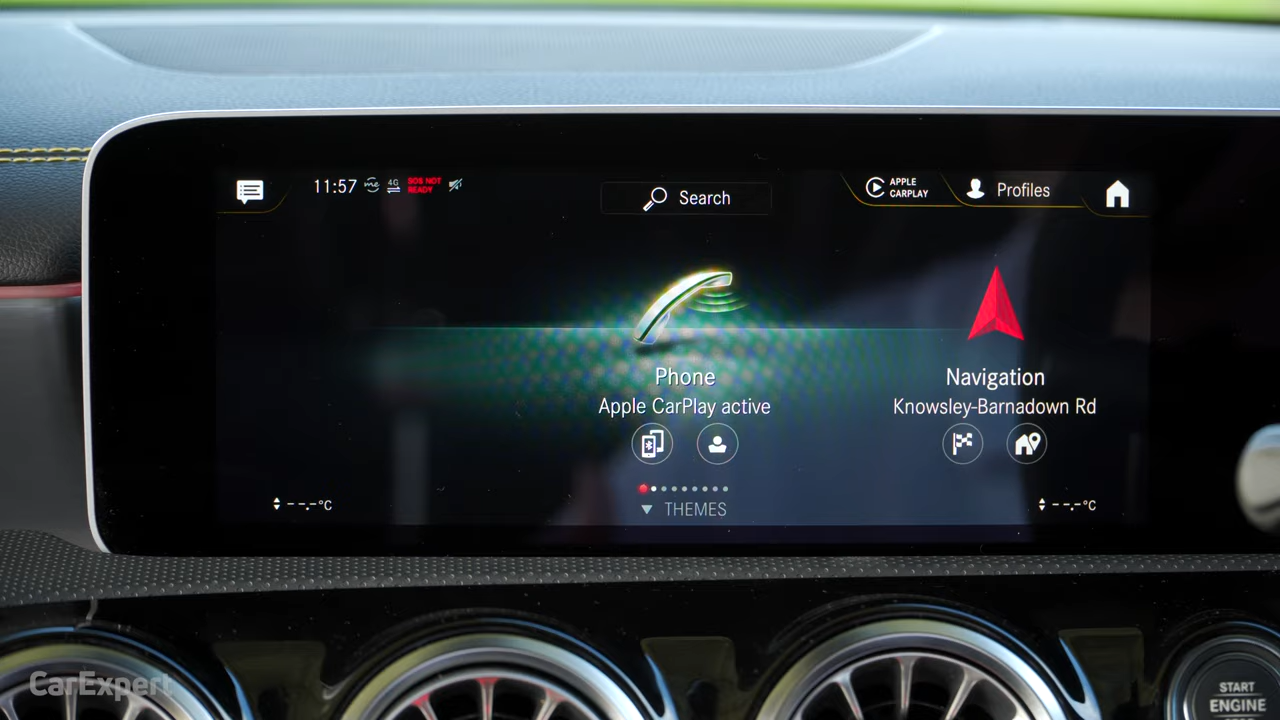 11:57 me 4G SOS NOT
READY
Search
APPLE
CARPLAY
Profiles
Phone
Apple CarPlay active
Navigation
Knowsley-Barnadown Rd
--.-°C
THEMES
--.-°C
CarExpert
START
ENGINE